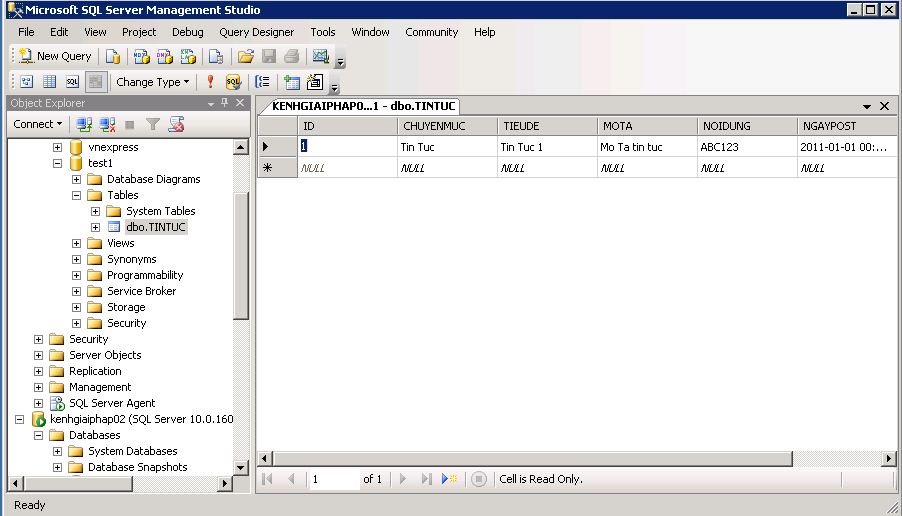 Microsoft SQL Server Management Studio
File Edit View Project Debug Query Designer Tools Window Community Help
New Query
Change Type
Object Explorer
Connect
vnexpress
test1
Database Diagrams
Tables
System Tables
dbo.TINTUC
Views
Synonyms
Programmability
Service Broker
Storage
Security
Security
Server Objects
Replication
Management
SQL Server Agent
kenhgiaiphap02 (SQL Server 10.0.160
Databases
System Databases
Database Snapshots
KENHGIAIPHAP0...1 - dbo.TINTUC
ID CHUYENMUC TIEUDE MOTA NOIDUNG NGAYPOST
1 Tin Tuc Tin Tuc 1 Mo Ta tin tuc ABC123 2011-01-01 00:...
NULL NULL NULL NULL NULL NULL
1 of 1 Cell is Read Only.
Ready